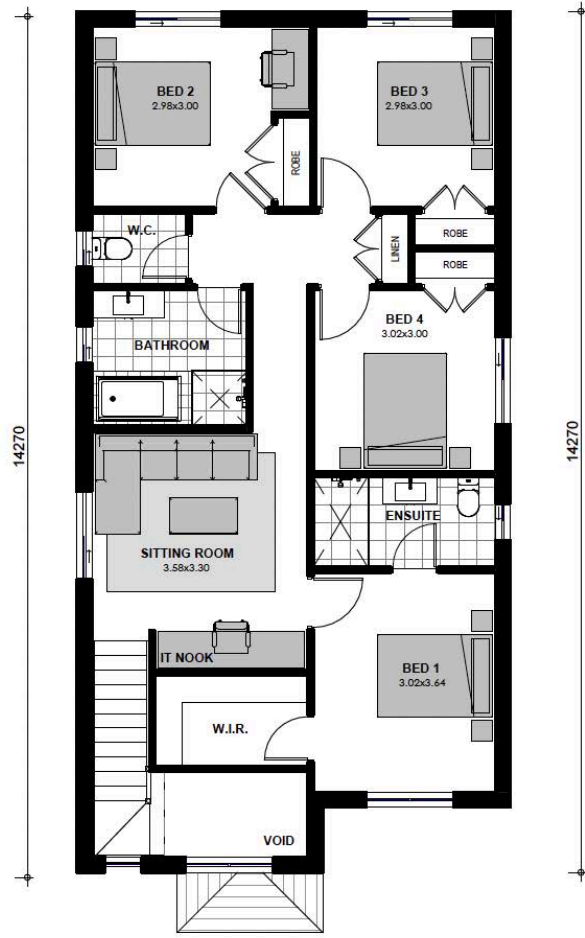 BED 2
2.98x3.00
BED 3
2.98x3.00
ROBE
W.C.
LINEN
ROBE
ROBE
BED 4
3.02x3.00
BATHROOM
14270
14270
ENSUITE
SITTING ROOM
3.58x3.30
IT NOOK
BED 1
3.02x3.64
W.I.R.
VOID